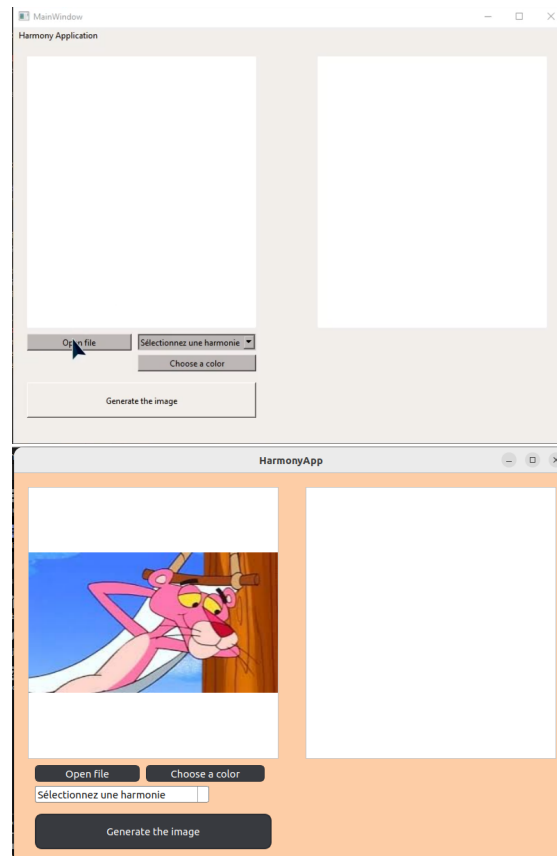 MainWindow
Harmony Application
Open file
Sélectionnez une harmonie
Choose a color
Generate the image
HarmonyApp
Open file Choose a color
Sélectionnez une harmonie
Generate the image